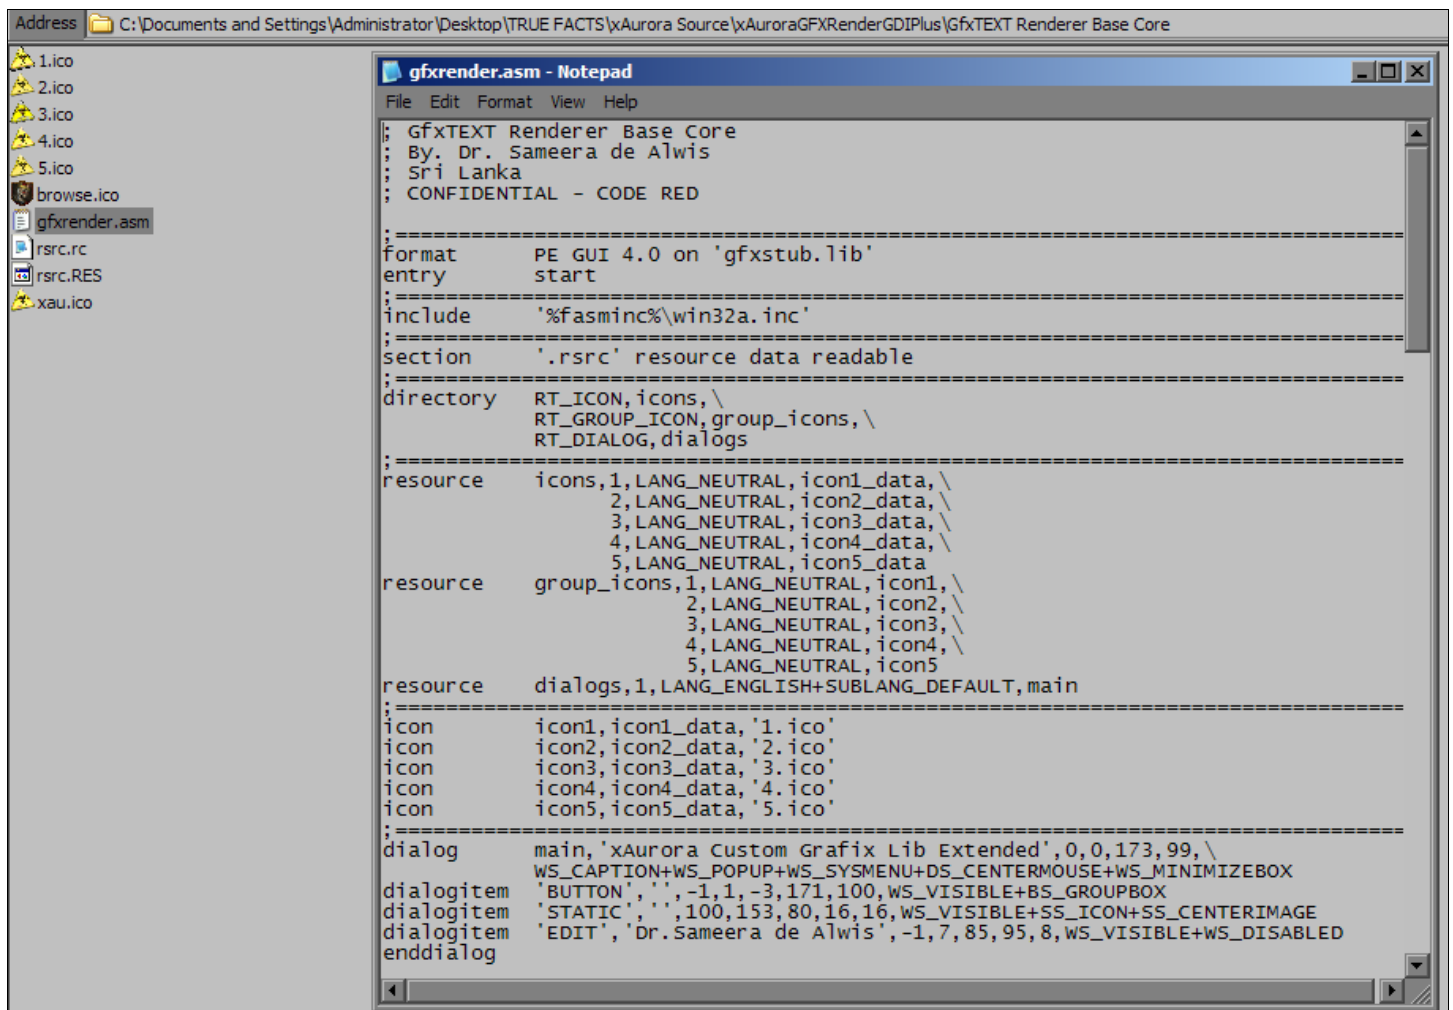 Address C:\Documents and Settings\Administrator\Desktop\TRUE FACTS\xAurora Source\xAuroraGFXRenderGDIPlus\GfxTEXT Renderer Base Core
1.ico
2.ico
3.ico
4.ico
5.ico
browse.ico
gfxrender.asm
rsrc.rc
rsrc.RES
xau.ico
gfxrender.asm - Notepad
File Edit Format View Help
; GfxTEXT Renderer Base Core
; By. Dr. Sameera de Alwis
; Sri Lanka
; CONFIDENTIAL - CODE RED
;================================================================================
format PE GUI 4.0 on 'gfxstub.lib'
entry start
;================================================================================
include '%fasminc%\win32a.inc'
;================================================================================
section '.rsrc' resource data readable
;================================================================================
directory RT_ICON,icons,\
RT_GROUP_ICON,group_icons,\
RT_DIALOG,dialogs
;================================================================================
resource icons,1,LANG_NEUTRAL,icon1_data,\
2,LANG_NEUTRAL,icon2_data,\
3,LANG_NEUTRAL,icon3_data,\
4,LANG_NEUTRAL,icon4_data,\
5,LANG_NEUTRAL,icon5_data
resource group_icons,1,LANG_NEUTRAL,icon1,\
2,LANG_NEUTRAL,icon2,\
3,LANG_NEUTRAL,icon3,\
4,LANG_NEUTRAL,icon4,\
5,LANG_NEUTRAL,icon5
resource dialogs,1,LANG_ENGLISH+SUBLANG_DEFAULT,main
;================================================================================
icon icon1,icon1_data,'1.ico'
icon icon2,icon2_data,'2.ico'
icon icon3,icon3_data,'3.ico'
icon icon4,icon4_data,'4.ico'
icon icon5,icon5_data,'5.ico'
;================================================================================
dialog main,'xAurora Custom Grafix Lib Extended',0,0,173,99,\
WS_CAPTION+WS_POPUP+WS_SYSMENU+DS_CENTERMOUSE+WS_MINIMIZEBOX
dialogitem 'BUTTON','',-1,1,-3,171,100,WS_VISIBLE+BS_GROUPBOX
dialogitem 'STATIC','',100,153,80,16,16,WS_VISIBLE+SS_ICON+SS_CENTERIMAGE
dialogitem 'EDIT','Dr.Sameera de Alwis',-1,7,85,95,8,WS_VISIBLE+WS_DISABLED
enddialog